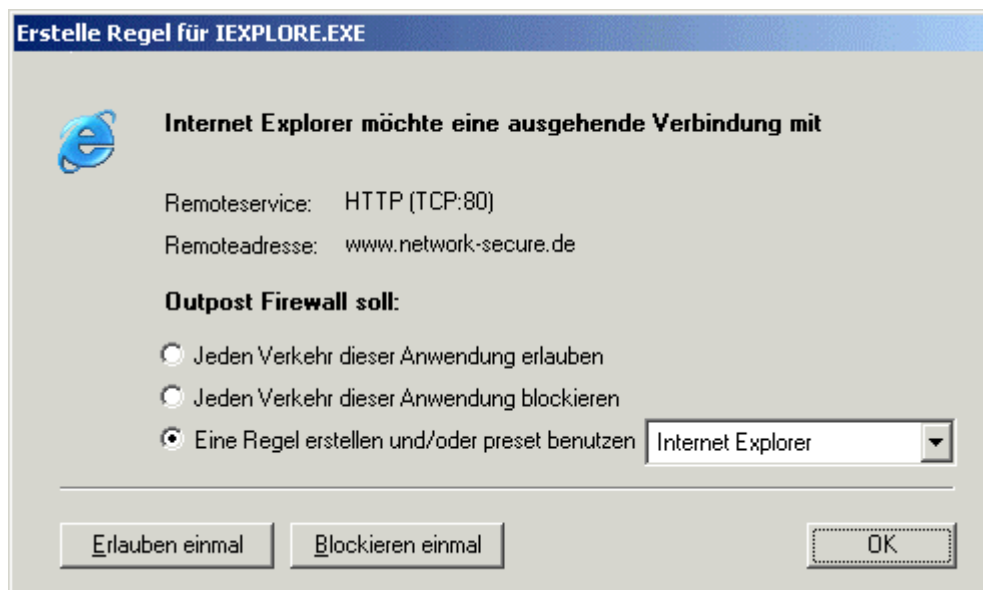 Erstelle Regel für IEXPLORE.EXE
Internet Explorer möchte eine ausgehende Verbindung mit
Remoteservice: HTTP (TCP:80)
Remoteadresse: www.network-secure.de
Outpost Firewall soll:
Jeden Verkehr dieser Anwendung erlauben
Jeden Verkehr dieser Anwendung blockieren
Eine Regel erstellen und/oder preset benutzen Internet Explorer
Erlauben einmal Blockieren einmal OK